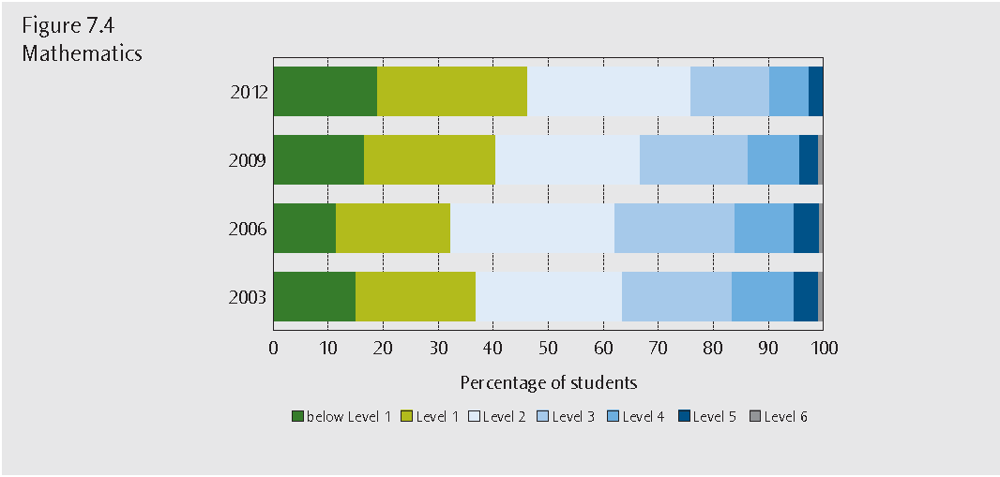 Figure 7.4
Mathematics
2012
2009
2006
2003
0 10 20 30 40 50 60 70 80 90 100
Percentage of students
below Level 1 Level 1 Level 2 Level 3 Level 4 Level 5 Level 6